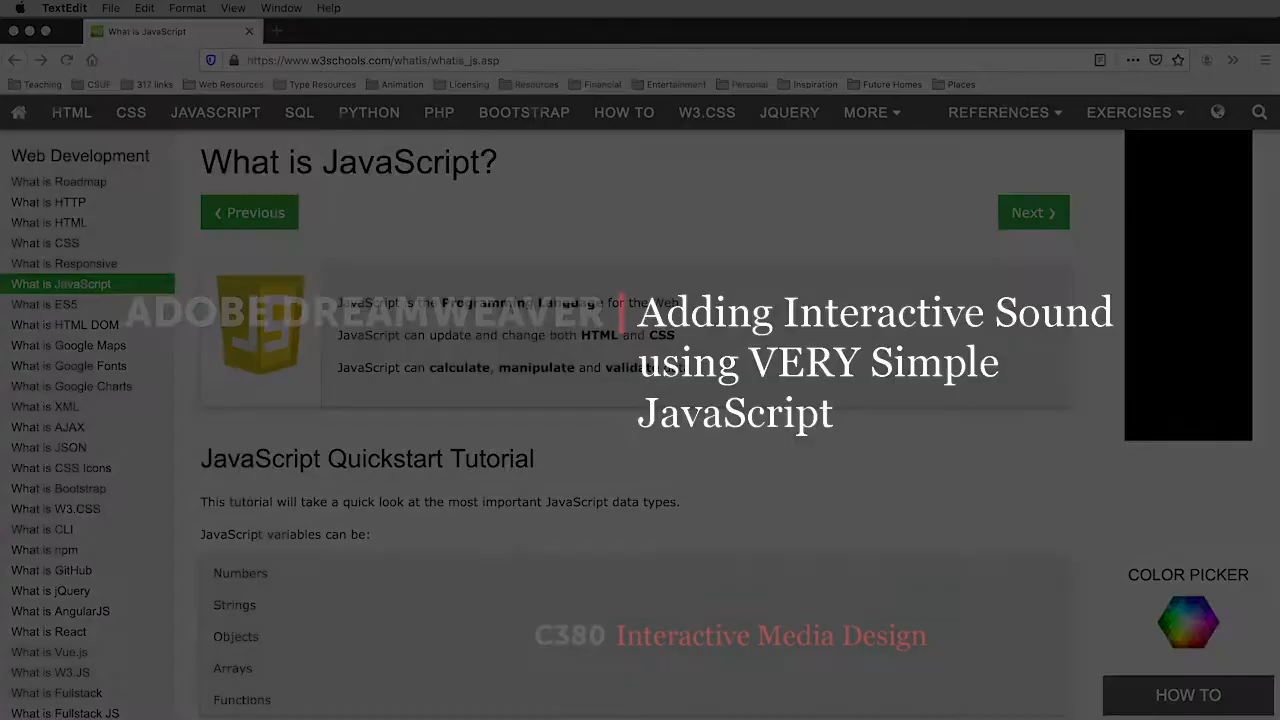 TextEdit File Edit Format View Window Help
What is JavaScript
https://www.w3schools.com/whatis/whatis_js.asp
Teaching CSUF 317 links Web Resources Type Resources Animation Licensing Resources Financial Entertainment Personal Inspiration Future Homes Places
HTML CSS JAVASCRIPT SQL PYTHON PHP BOOTSTRAP HOW TO W3.CSS JQUERY MORE REFERENCES EXERCISES
Web Development
What is Roadmap
What is HTTP
What is HTML
What is CSS
What is Responsive
What is JavaScript
What is ES5
What is HTML DOM
What is Google Maps
What is Google Fonts
What is Google Charts
What is XML
What is AJAX
What is JSON
What is CSS Icons
What is Bootstrap
What is W3.CSS
What is CLI
What is npm
What is GitHub
What is jQuery
What is AngularJS
What is React
What is Vue.js
What is W3.JS
What is Fullstack
What is Fullstack JS
What is JavaScript?
❮ Previous
Next ❯
JS
JavaScript is the Programming Language for the Web.
JavaScript can update and change both HTML and CSS
JavaScript can calculate, manipulate and validate
ADOBE DREAMWEAVER |
Adding Interactive Sound
using VERY Simple
JavaScript
JavaScript Quickstart Tutorial
This tutorial will take a quick look at the most important JavaScript data types.
JavaScript variables can be:
Numbers
Strings
Objects
Arrays
Functions
C380 Interactive Media Design
COLOR PICKER
HOW TO